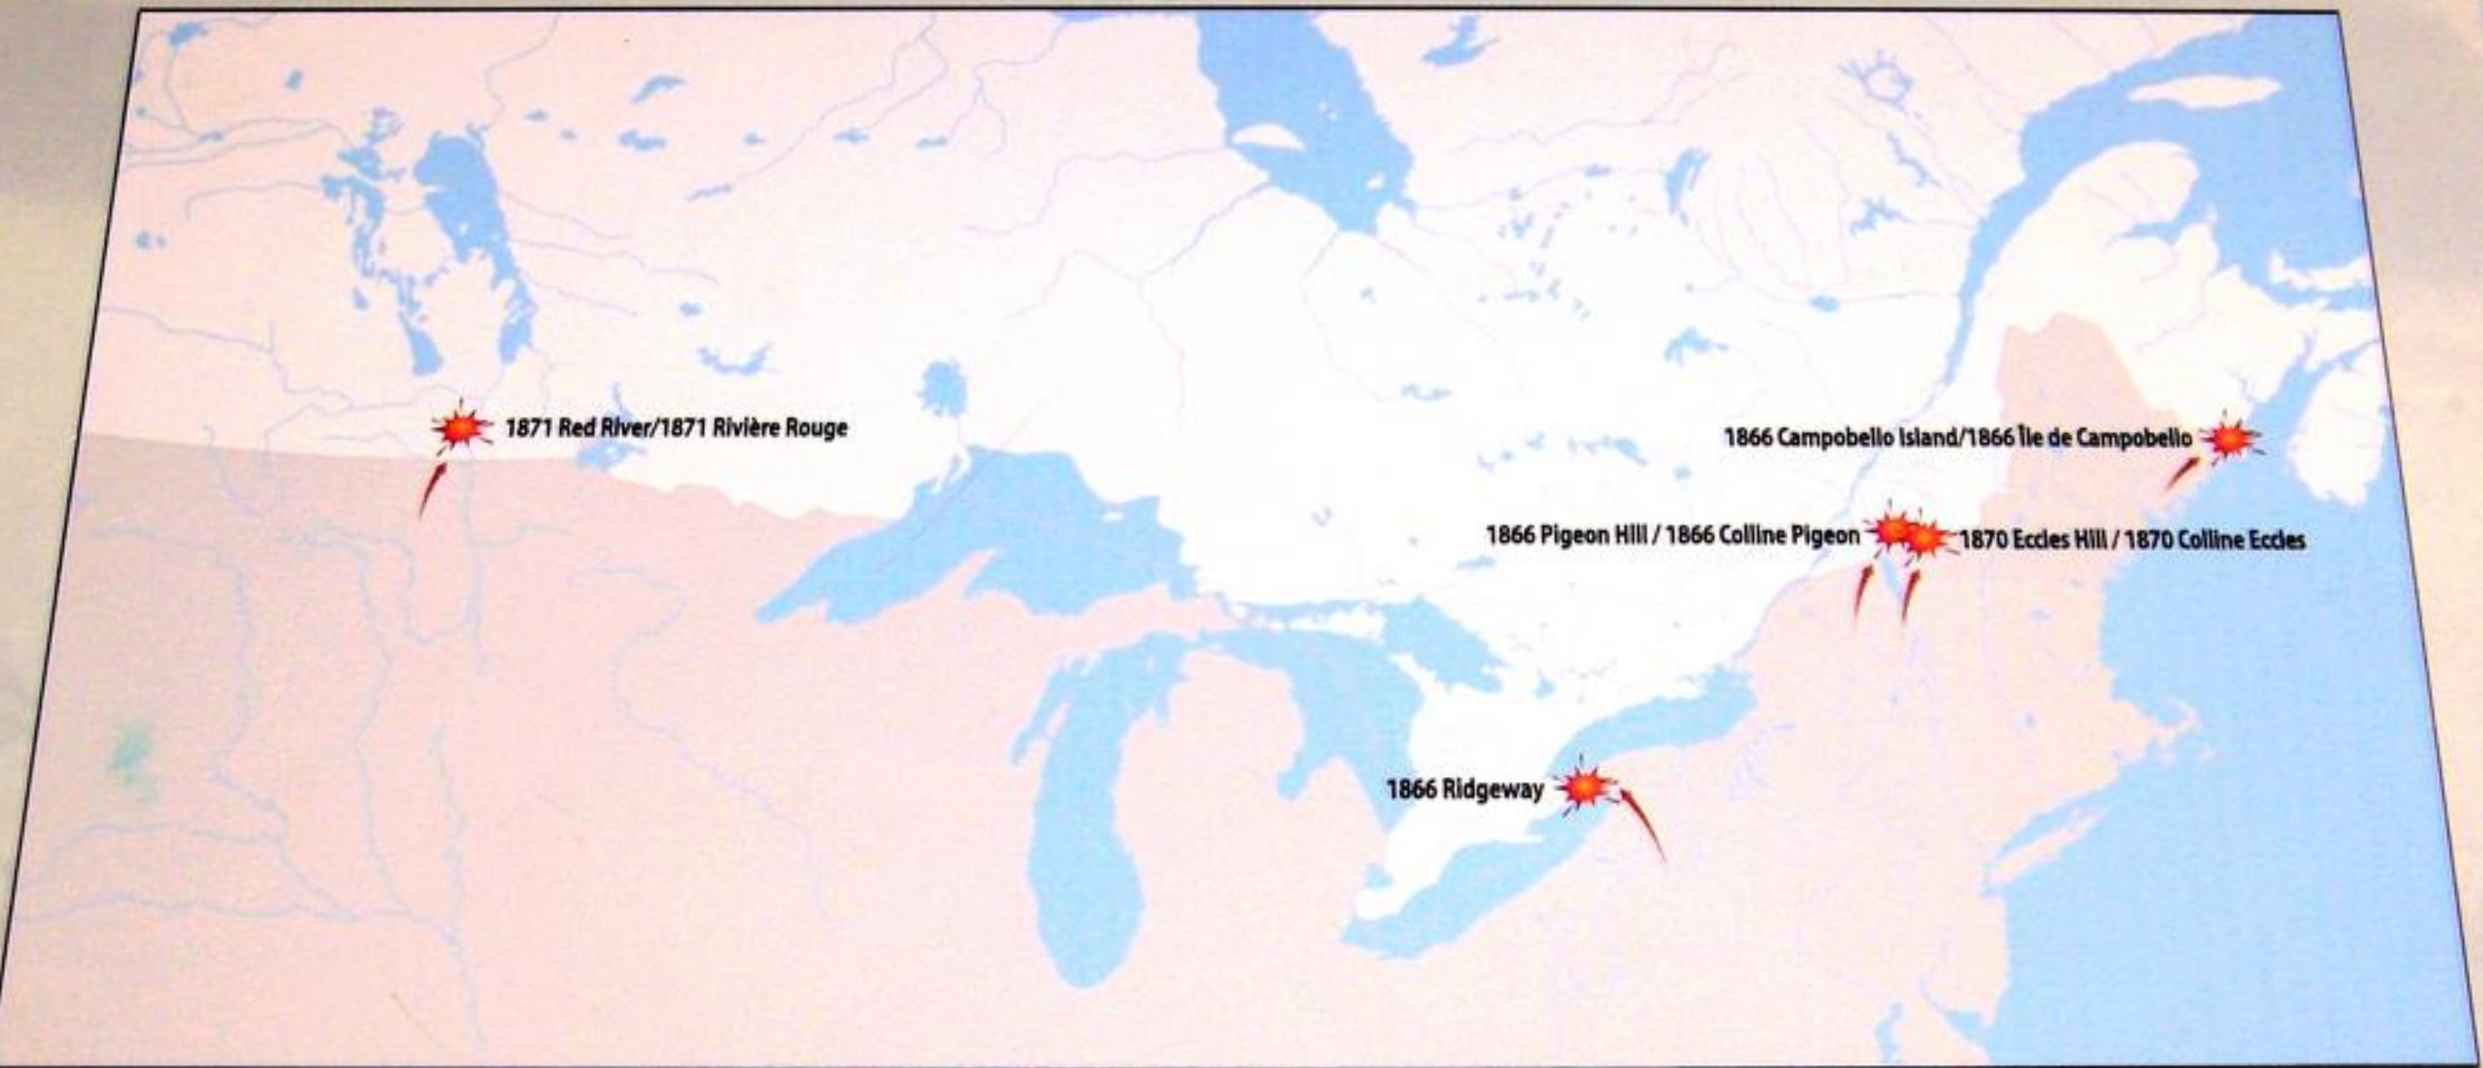 1871 Red River/1871 Rivière Rouge
1866 Campobello Island/1866 Île de Campobello
1866 Pigeon Hill / 1866 Colline Pigeon
1870 Eccles Hill / 1870 Colline Eccles
1866 Ridgeway